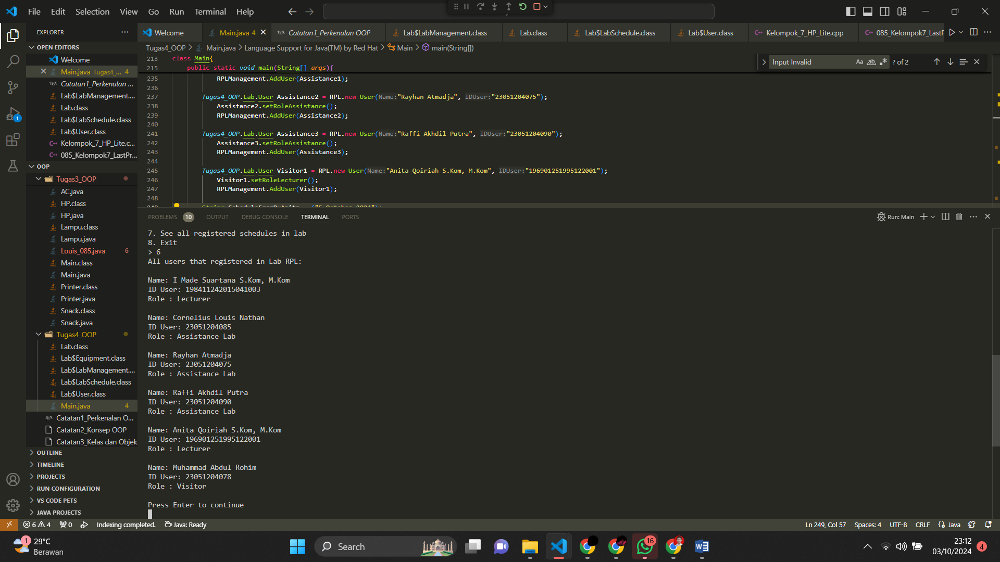 File Edit Selection View Go Run Terminal Help
EXPLORER
OPEN EDITORS
Welcome
Main.java Tugas4_... 4
Catatan1_Perkenalan ...
Lab$LabManagement....
Lab.class
Lab$LabSchedule.class
Lab$User.class
Kelompok_7_HP_Lite.c...
085_Kelompok7_LastPr...
1
OOP
Tugas3_OOP
AC.java
HP.class
HP.java
Lampu.class
Lampu.java
Louis_085.java 6
Main.class
Main.java
Printer.class
Printer.java
Snack.class
Snack.java
Tugas4_OOP
Lab.class
Lab$Equipment.class
Lab$LabManagement....
Lab$LabSchedule.class
Lab$User.class
Main.java 4
Catatan1_Perkenalan O...
Catatan2_Konsep OOP
Catatan3_Kelas dan Objek
OUTLINE
TIMELINE
PROJECTS
RUN CONFIGURATION
VS CODE PETS
JAVA PROJECTS
Welcome Main.java 4 Catatan1_Perkenalan OOP Lab$LabManagement.class Lab.class Lab$LabSchedule.class Lab$User.class Kelompok_7_HP_Lite.cpp 085_Kelompok7_LastP
Tugas4_OOP > Main.java > Language Support for Java(TM) by Red Hat > Main > main(String[])
Input Invalid Aa ab .* ? of 2
213 class Main{
215 public static void main(String[] args){
235 RPLManagement.AddUser(Assistance1);
236
237 Tugas4_OOP.Lab.User Assistance2 = RPL.new User(Name:"Rayhan Atmadja", IDUser:"23051204075");
238 Assistance2.setRoleAssistance();
239 RPLManagement.AddUser(Assistance2);
240
241 Tugas4_OOP.Lab.User Assistance3 = RPL.new User(Name:"Raffi Akhdil Putra", IDUser:"23051204090");
242 Assistance3.setRoleAssistance();
243 RPLManagement.AddUser(Assistance3);
244
245 Tugas4_OOP.Lab.User Visitor1 = RPL.new User(Name:"Anita Qoiriah S.Kom, M.Kom", IDUser:"196901251995122001");
246 Visitor1.setRoleLecturer();
247 RPLManagement.AddUser(Visitor1);
248
PROBLEMS 10 OUTPUT DEBUG CONSOLE TERMINAL PORTS
Run: Main
7. See all registered schedules in lab
8. Exit
> 6
All users that registered in Lab RPL:
Name: I Made Suartana S.Kom, M.Kom
ID User: 198411242015041003
Role : Lecturer
Name: Cornelius Louis Nathan
ID User: 23051204085
Role : Assistance Lab
Name: Rayhan Atmadja
ID User: 23051204075
Role : Assistance Lab
Name: Raffi Akhdil Putra
ID User: 23051204090
Role : Assistance Lab
Name: Anita Qoiriah S.Kom, M.Kom
ID User: 196901251995122001
Role : Lecturer
Name: Muhammad Abdul Rohim
ID User: 23051204078
Role : Visitor
Press Enter to continue
6 4 0 Indexing completed. Java: Ready
Ln 249, Col 57 Spaces: 4 UTF-8 CRLF {} Java
1 29°C
Berawan
Search
16
23:12
03/10/2024
4